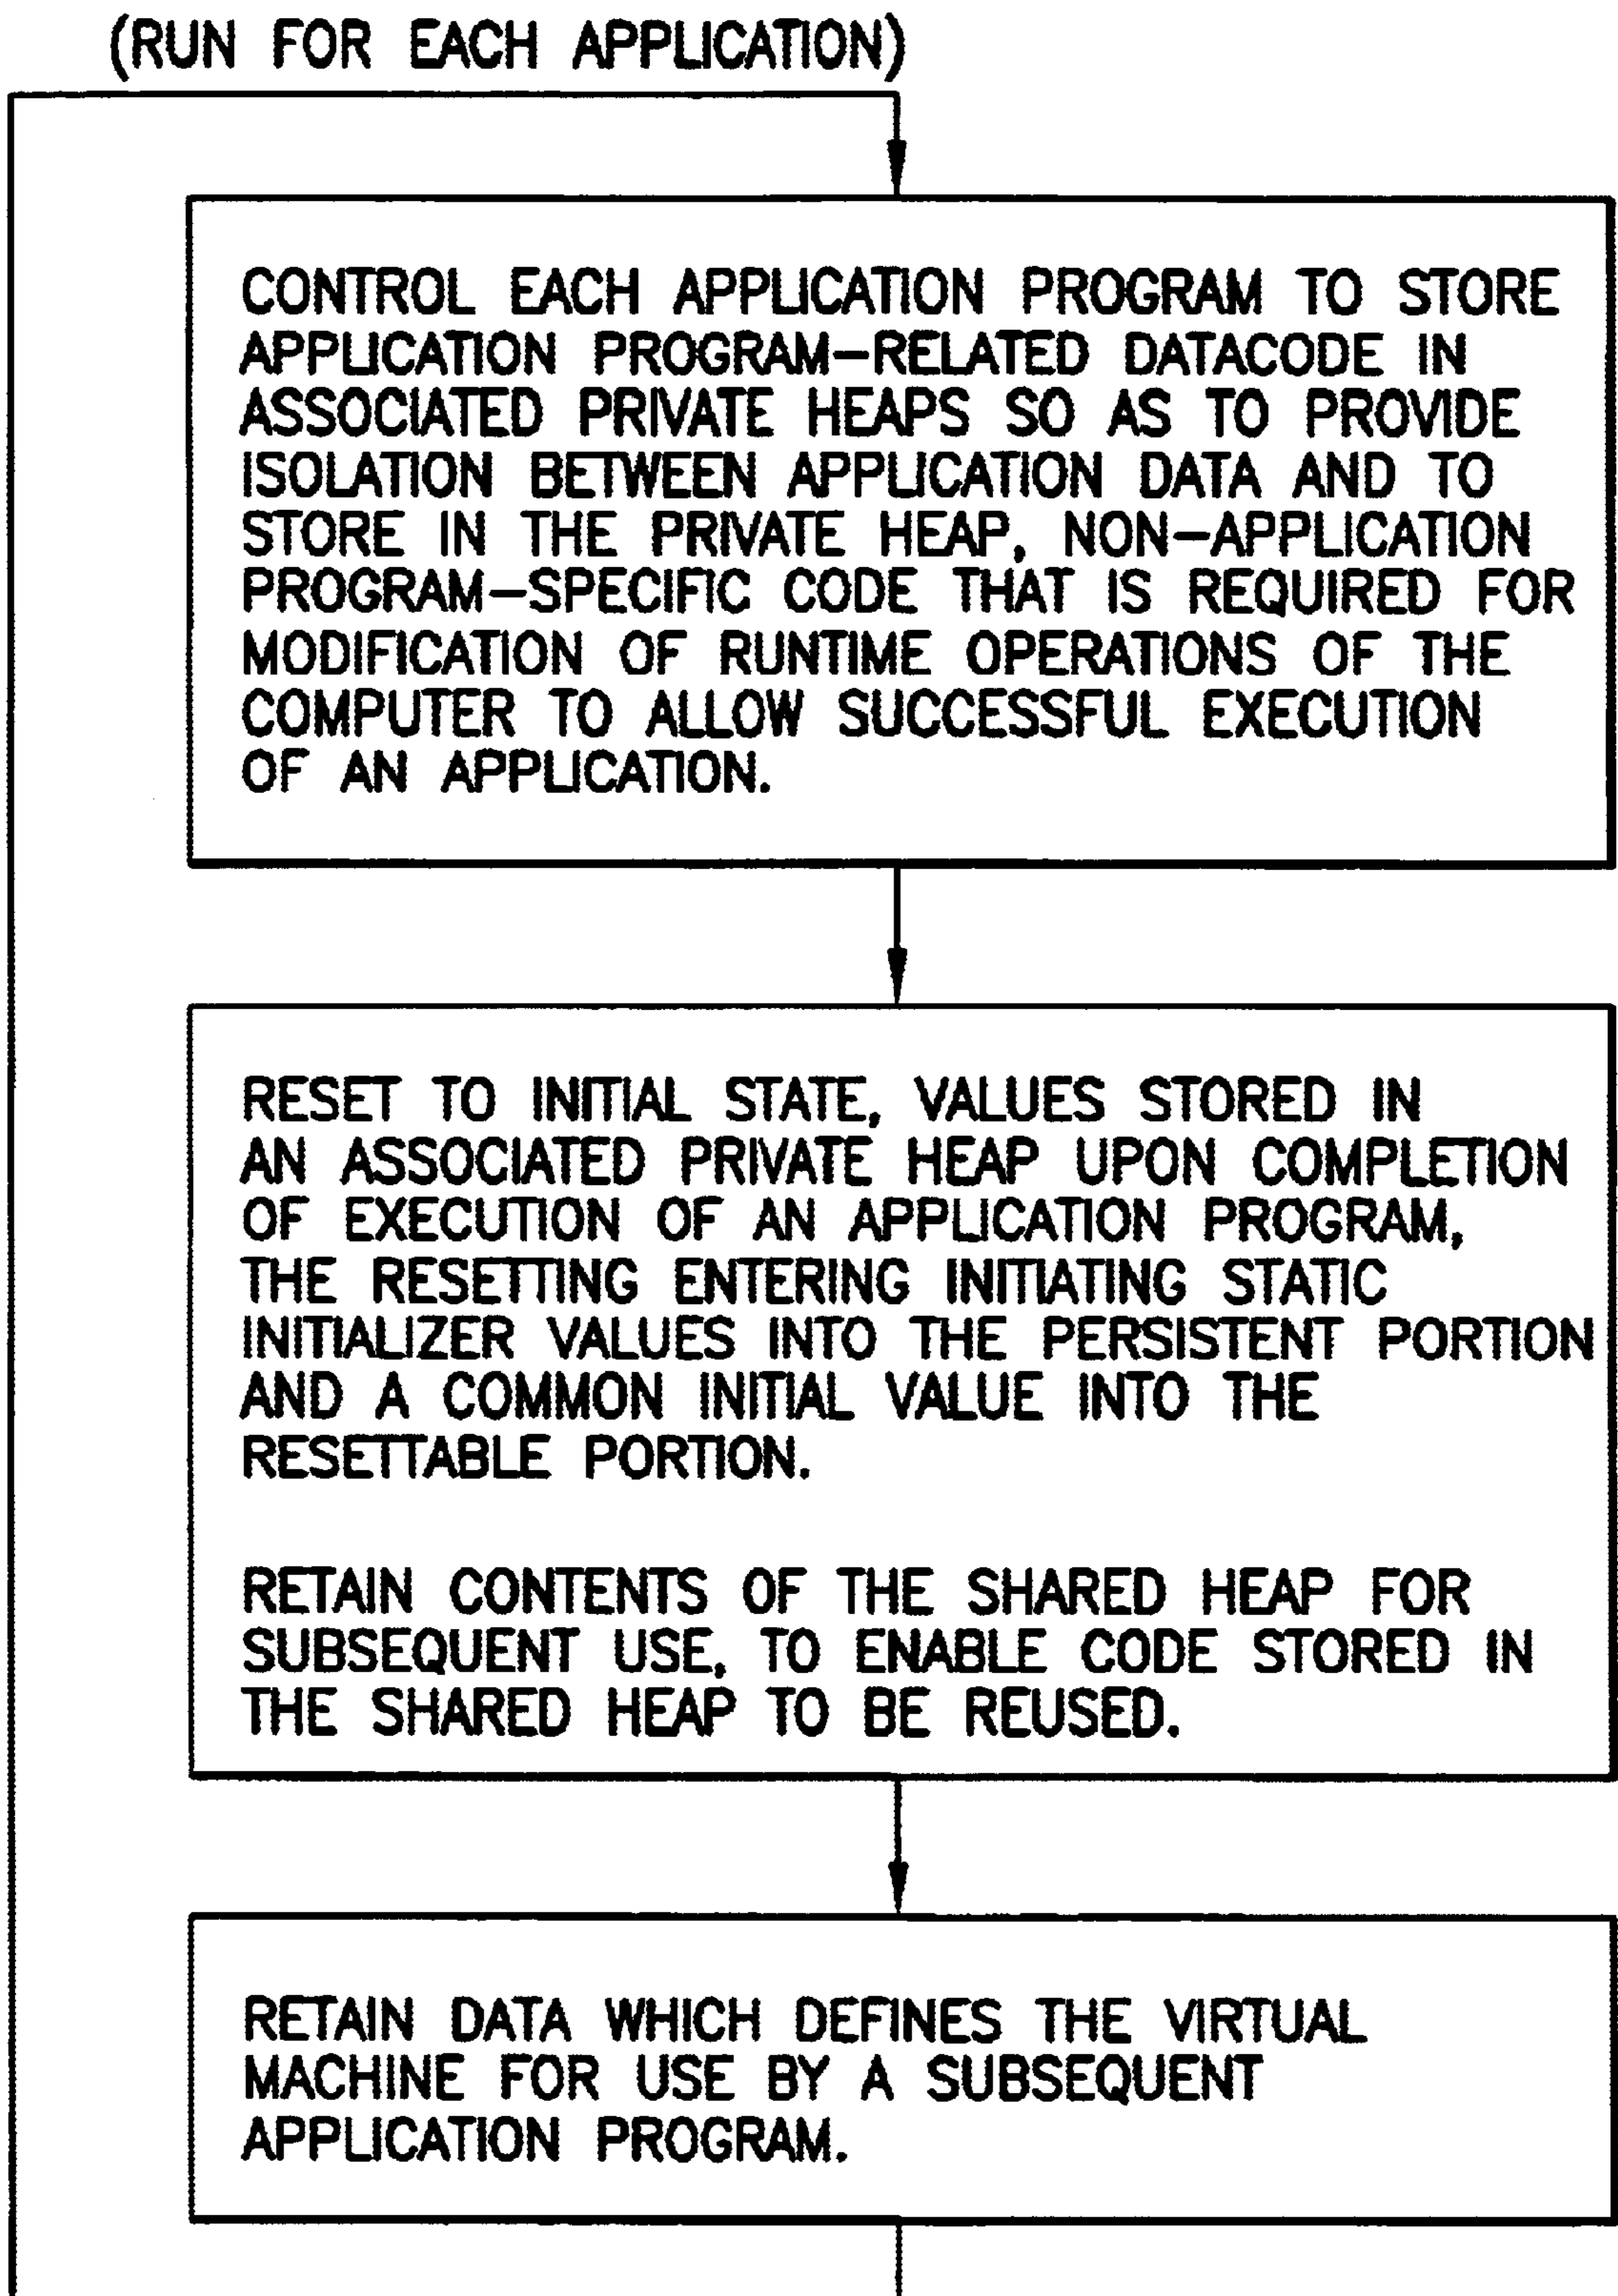 (RUN FOR EACH APPLICATION)
CONTROL EACH APPLICATION PROGRAM TO STORE
APPLICATION PROGRAM-RELATED DATACODE IN
ASSOCIATED PRIVATE HEAPS SO AS TO PROVIDE
ISOLATION BETWEEN APPLICATION DATA AND TO
STORE IN THE PRIVATE HEAP, NON-APPLICATION
PROGRAM-SPECIFIC CODE THAT IS REQUIRED FOR
MODIFICATION OF RUNTIME OPERATIONS OF THE
COMPUTER TO ALLOW SUCCESSFUL EXECUTION
OF AN APPLICATION.
RESET TO INITIAL STATE, VALUES STORED IN
AN ASSOCIATED PRIVATE HEAP UPON COMPLETION
OF EXECUTION OF AN APPLICATION PROGRAM,
THE RESETTING ENTERING INITIATING STATIC
INITIALIZER VALUES INTO THE PERSISTENT PORTION
AND A COMMON INITIAL VALUE INTO THE
RESETTABLE PORTION.
RETAIN CONTENTS OF THE SHARED HEAP FOR
SUBSEQUENT USE, TO ENABLE CODE STORED IN
THE SHARED HEAP TO BE REUSED.
RETAIN DATA WHICH DEFINES THE VIRTUAL
MACHINE FOR USE BY A SUBSEQUENT
APPLICATION PROGRAM.